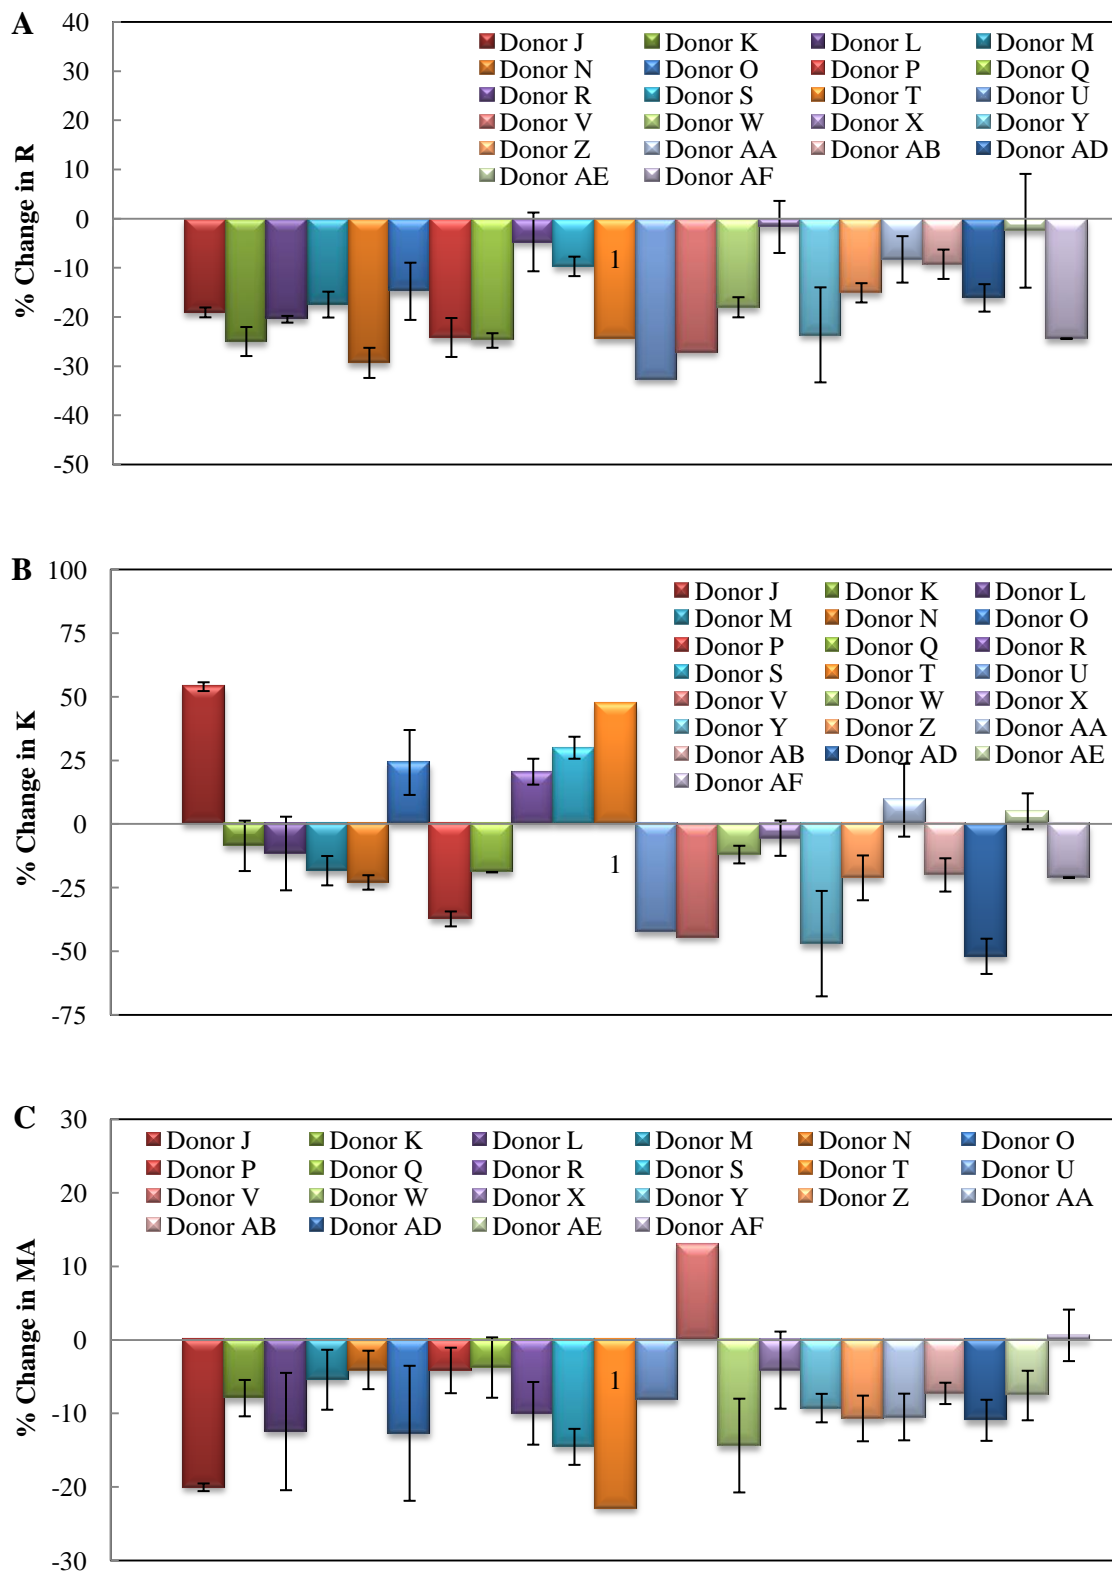 A
% Change in R
40
30
20
10
0
-10
-20
-30
-40
-50
Donor J Donor K Donor L Donor M
Donor N Donor O Donor P Donor Q
Donor R Donor S Donor T Donor U
Donor V Donor W Donor X Donor Y
Donor Z Donor AA Donor AB Donor AD
Donor AE Donor AF
1
B
% Change in K
100
75
50
25
0
-25
-50
-75
Donor J Donor K Donor L
Donor M Donor N Donor O
Donor P Donor Q Donor R
Donor S Donor T Donor U
Donor V Donor W Donor X
Donor Y Donor Z Donor AA
Donor AB Donor AD Donor AE
Donor AF
1
C
% Change in MA
30
20
10
0
-10
-20
-30
Donor J Donor K Donor L Donor M Donor N Donor O
Donor P Donor Q Donor R Donor S Donor T Donor U
Donor V Donor W Donor X Donor Y Donor Z Donor AA
Donor AB Donor AD Donor AE Donor AF
1